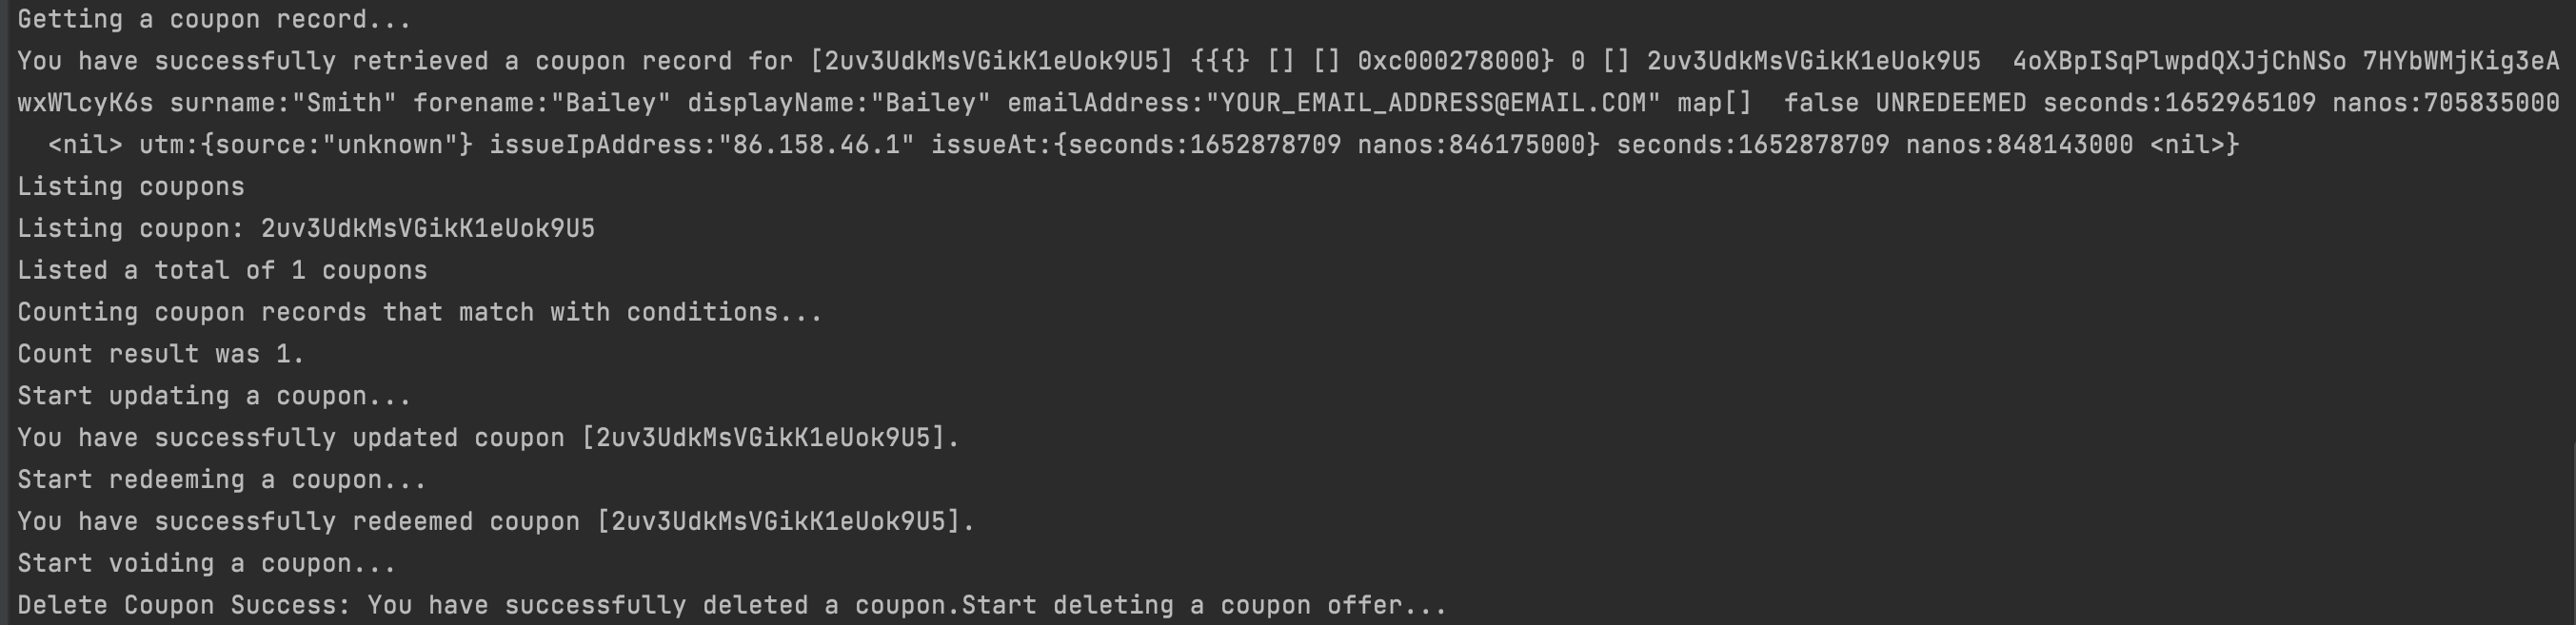 Getting a coupon record...
You have successfully retrieved a coupon record for [2uv3UdkMsVGikK1eUok9U5] {{{} [] [] 0xc000278000} 0 [] 2uv3UdkMsVGikK1eUok9U5  4oXBpISqPlwpdQXJjChNSo 7HYbWMjKig3eA
wxWlcyK6s surname:"Smith" forename:"Bailey" displayName:"Bailey" emailAddress:"YOUR_EMAIL_ADDRESS@EMAIL.COM" map[]  false UNREDEEMED seconds:1652965109 nanos:705835000
  <nil> utm:{source:"unknown"} issueIpAddress:"86.158.46.1" issueAt:{seconds:1652878709 nanos:846175000} seconds:1652878709 nanos:848143000 <nil>}
Listing coupons
Listing coupon: 2uv3UdkMsVGikK1eUok9U5
Listed a total of 1 coupons
Counting coupon records that match with conditions...
Count result was 1.
Start updating a coupon...
You have successfully updated coupon [2uv3UdkMsVGikK1eUok9U5].
Start redeeming a coupon...
You have successfully redeemed coupon [2uv3UdkMsVGikK1eUok9U5].
Start voiding a coupon...
Delete Coupon Success: You have successfully deleted a coupon.Start deleting a coupon offer...